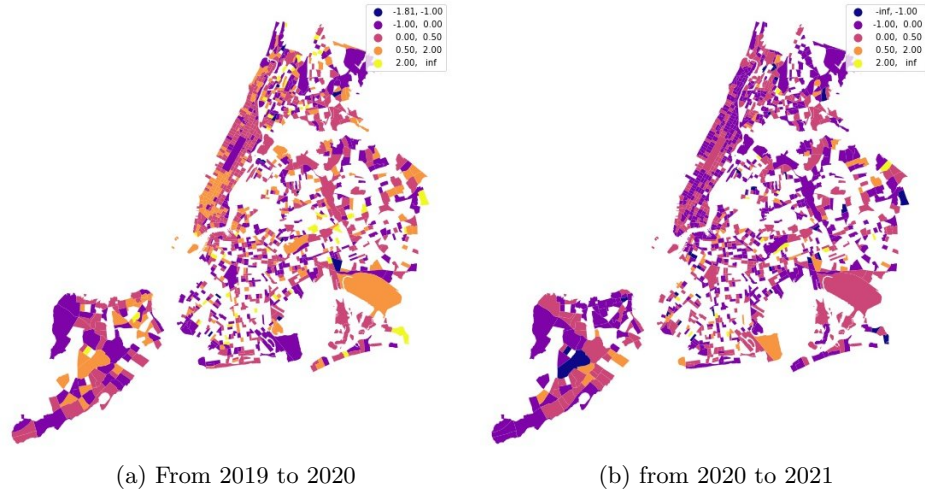 -1.81, -1.00
-1.00, 0.00
0.00, 0.50
0.50, 2.00
2.00, inf
-inf, -1.00
-1.00, 0.00
0.00, 0.50
0.50, 2.00
2.00, inf
(a) From 2019 to 2020
(b) from 2020 to 2021